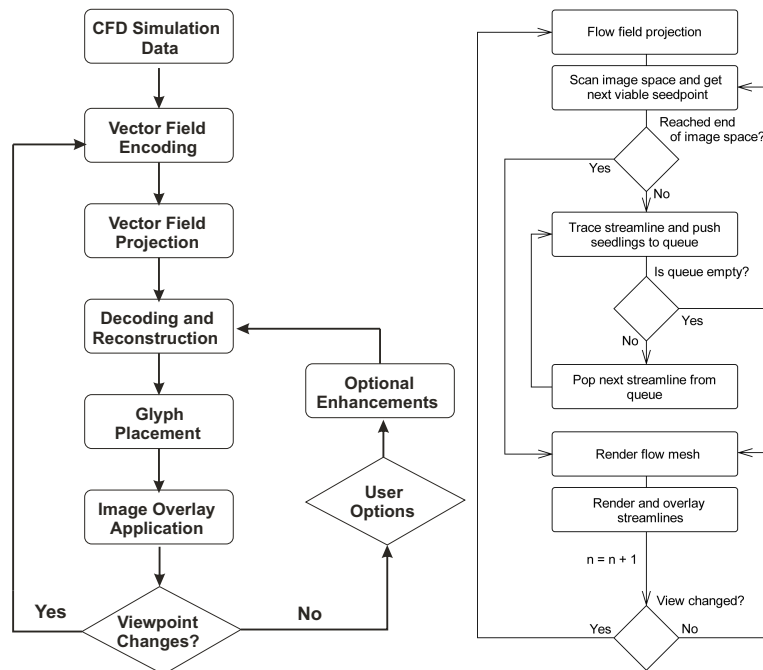 CFD Simulation
Data
Vector Field
Encoding
Vector Field
Projection
Decoding and
Reconstruction
Glyph
Placement
Image Overlay
Application
Viewpoint
Changes?
Yes
No
User
Options
Optional
Enhancements
Flow field projection
Scan image space and get
next viable seedpoint
Reached end
of image space?
Yes
No
Trace streamline and push
seedlings to queue
Is queue empty?
Yes
No
Pop next streamline from
queue
Render flow mesh
Render and overlay
streamlines
n = n + 1
View changed?
Yes
No